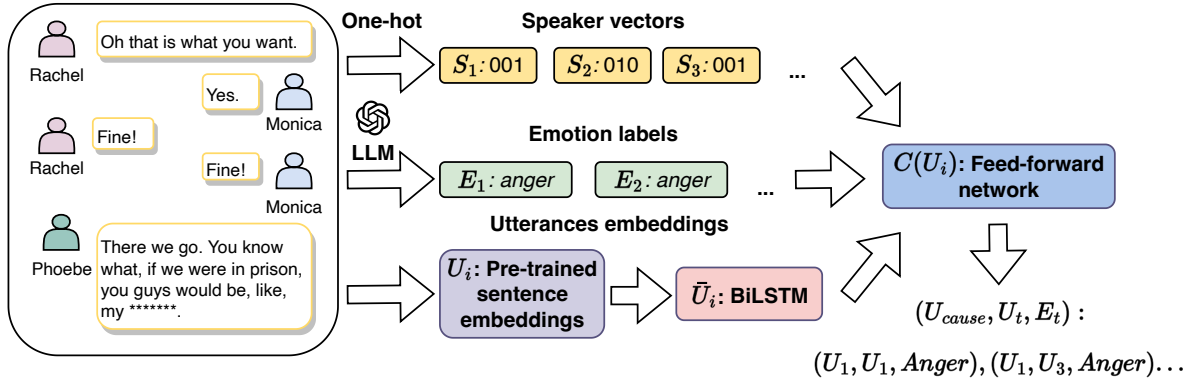 Oh that is what you want.
Rachel
Yes.
Monica
Fine!
Rachel
Fine!
Monica
There we go. You know
what, if we were in prison,
you guys would be, like,
my *******.
Phoebe
One-hot
Speaker vectors
S₁: 001 S₂: 010 S₃: 001 ...
LLM
Emotion labels
E₁: anger E₂: anger ...
Utterances embeddings
Uᵢ: Pre-trained
sentence
embeddings
Ūᵢ: BiLSTM
C(Uᵢ): Feed-forward
network
(U_cause, U_t, E_t) :
(U₁, U₁, Anger), (U₁, U₃, Anger)...